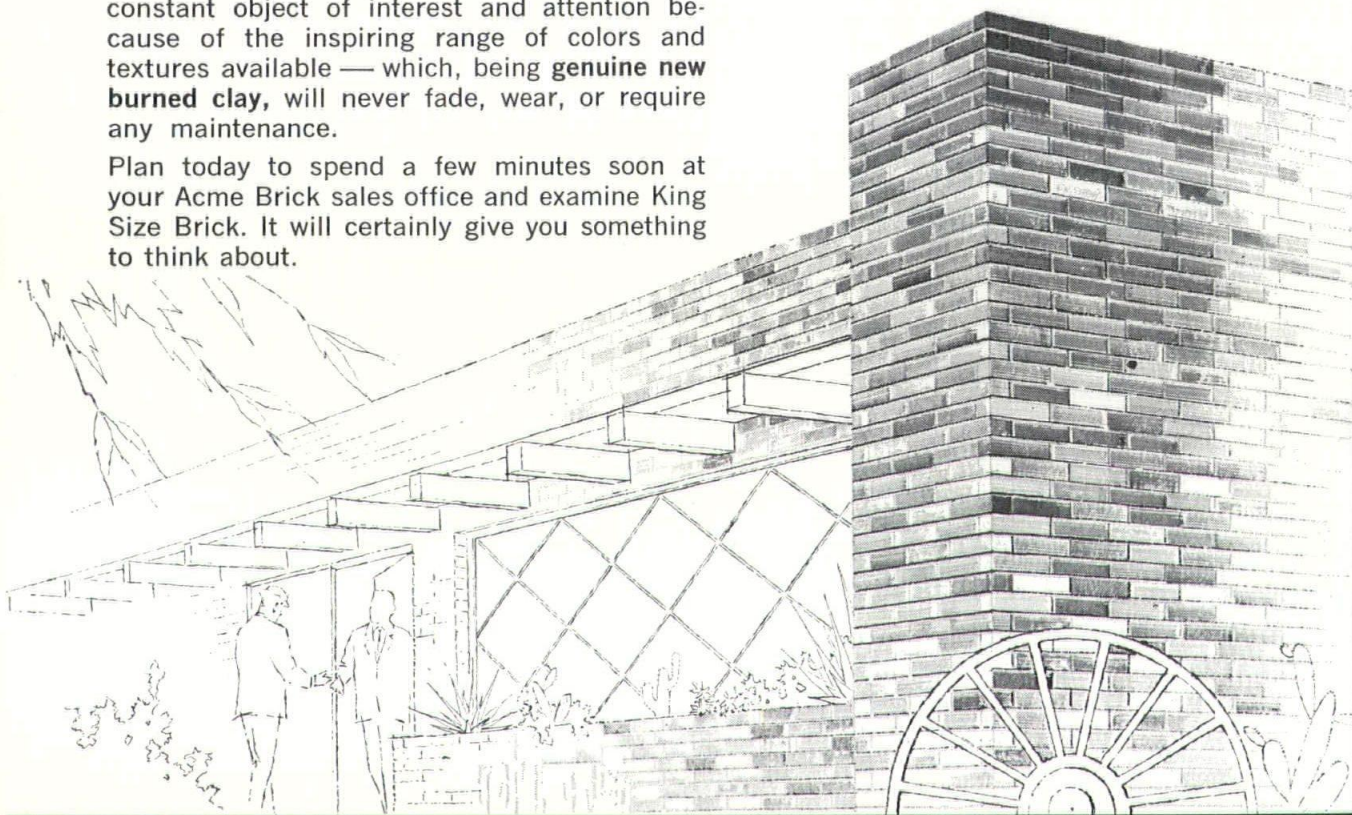 constant object of interest and attention be-
cause of the inspiring range of colors and
textures available — which, being genuine new
burned clay, will never fade, wear, or require
any maintenance.
Plan today to spend a few minutes soon at
your Acme Brick sales office and examine King
Size Brick. It will certainly give you something
to think about.